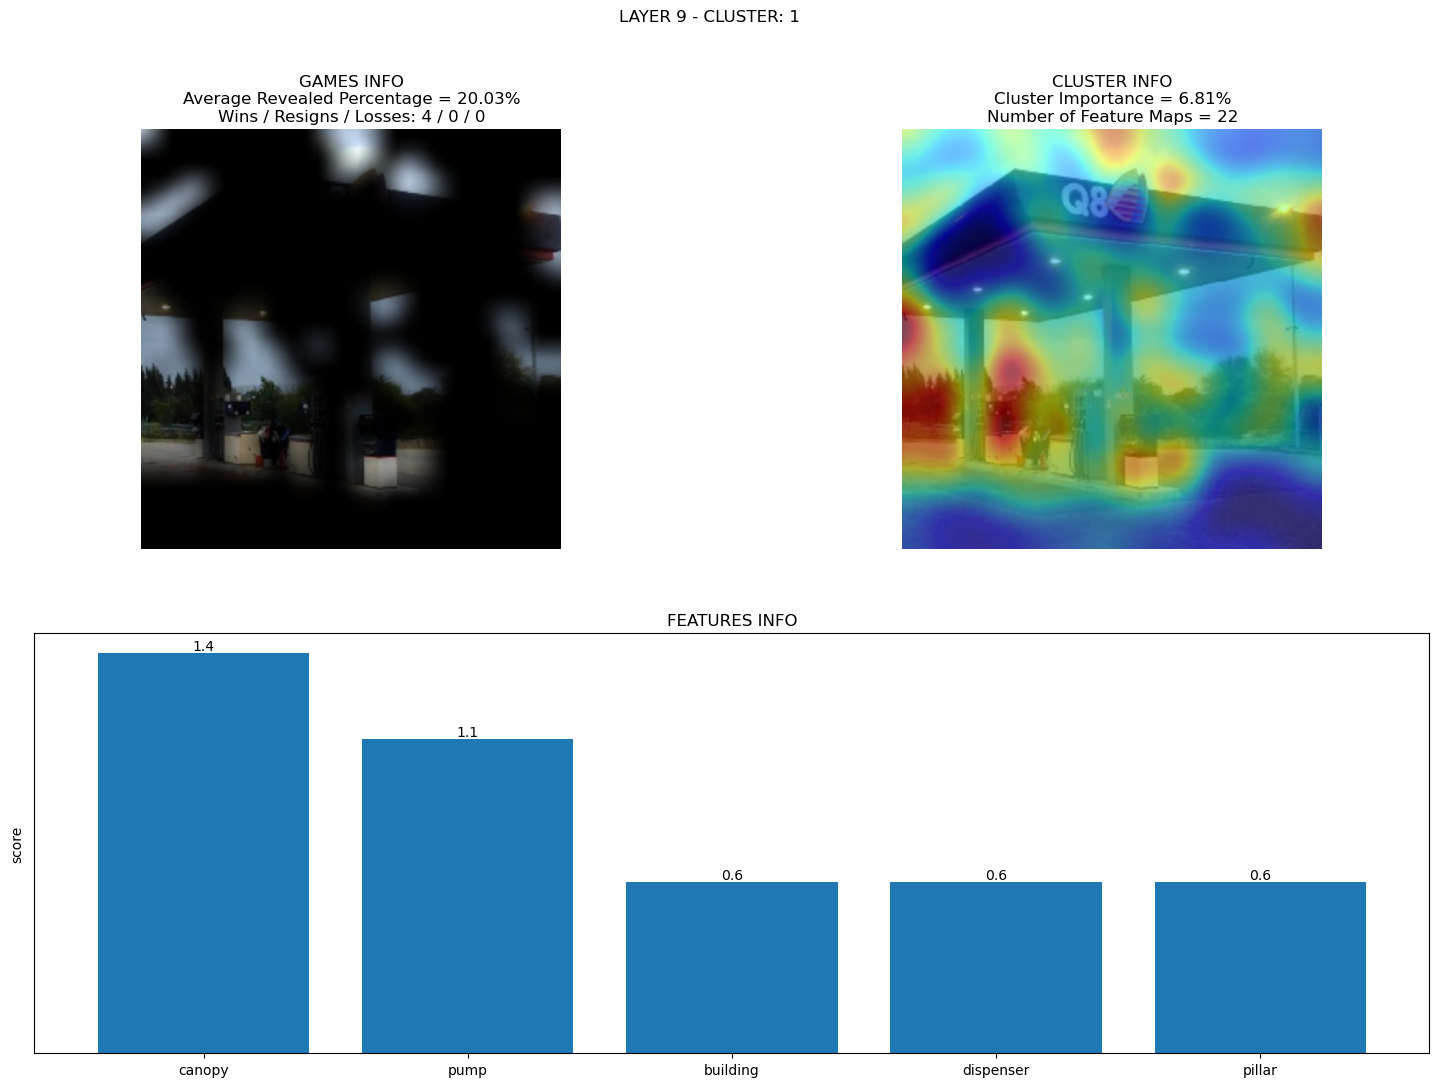 LAYER 9 - CLUSTER: 1
GAMES INFO
Average Revealed Percentage = 20.03%
Wins / Resigns / Losses: 4 / 0 / 0
CLUSTER INFO
Cluster Importance = 6.81%
Number of Feature Maps = 22
Q8
FEATURES INFO
score
1.4
1.1
0.6
0.6
0.6
canopy
pump
building
dispenser
pillar